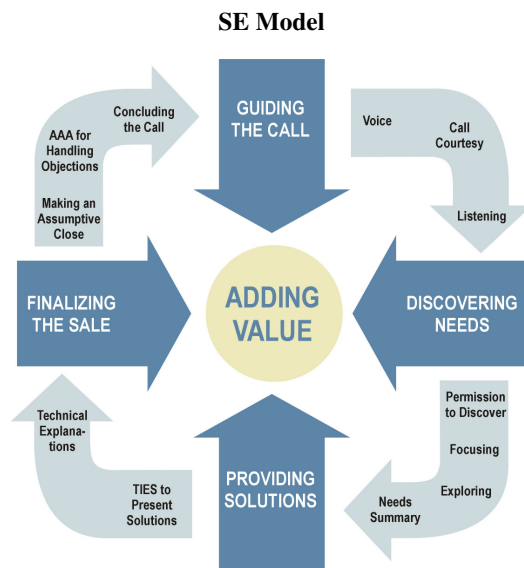 SE Model
GUIDING
THE CALL
Voice
Call
Courtesy
Listening
DISCOVERING
NEEDS
Permission
to Discover
Focusing
Exploring
Needs
Summary
PROVIDING
SOLUTIONS
TIES to
Present
Solutions
Technical
Explana-
tions
FINALIZING
THE SALE
Making an
Assumptive
Close
AAA for
Handling
Objections
Concluding
the Call
ADDING
VALUE